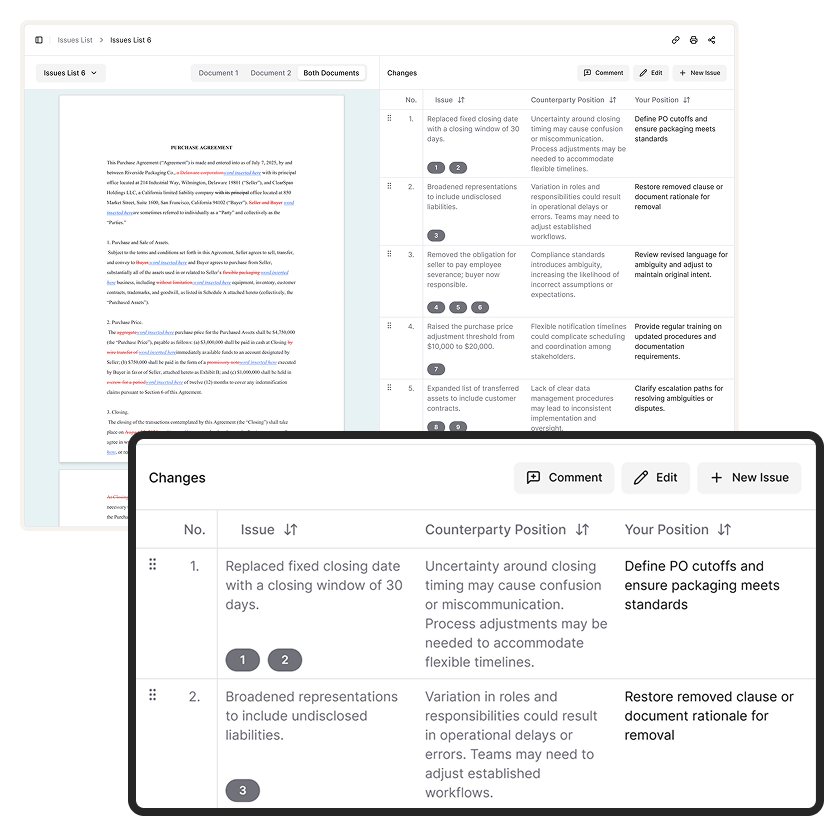 Issues List > Issues List 6
Issues List 6
Document 1 Document 2 Both Documents
PURCHASE AGREEMENT
This Purchase Agreement ("Agreement") is made and entered into as of July 7, 2025, by and
between Riverside Packaging Co., a Delaware corporation word inserted here with its principal
office located at 214 Industrial Way, Wilmington, Delaware 19801 ("Seller"), and ClearSpan
Holdings LLC, a California limited liability company with its principal office located at 850
Market Street, Suite 1600, San Francisco, California 94102 ("Buyer"). Seller and Buyer word
inserted here are sometimes referred to individually as a "Party" and collectively as the
"Parties."
1. Purchase and Sale of Assets.
Subject to the terms and conditions set forth in this Agreement, Seller agrees to sell, transfer,
and convey to Buyer word inserted here and Buyer agrees to purchase from Seller,
substantially all of the assets used in or related to Seller's flexible packaging word inserted
here business, including without limitation word inserted here equipment, inventory, customer
contracts, trademarks, and goodwill, as listed in Schedule A attached hereto (collectively, the
"Purchased Assets").
2. Purchase Price.
The aggregate word inserted here purchase price for the Purchased Assets shall be $4,750,000
(the "Purchase Price"), payable as follows: (a) $3,000,000 shall be paid in cash at Closing by
wire transfer of word inserted here immediately available funds to an account designated by
Seller; (b) $750,000 shall be paid in the form of a promissory note word inserted here executed
by Buyer in favor of Seller, attached hereto as Exhibit B; and (c) $1,000,000 shall be held in
escrow for a period word inserted here of twelve (12) months to cover any indemnification
claims pursuant to Section 6 of this Agreement.
3. Closing.
The closing of the transactions contemplated by this Agreement (the "Closing") shall take
place on
agree in w
here, or
At Closing
necessary
the Purch
Changes
Comment Edit New Issue
No. Issue Counterparty Position Your Position
1.
Replaced fixed closing date
with a closing window of 30
days.
1 2
Uncertainty around closing
timing may cause confusion
or miscommunication.
Process adjustments may be
needed to accommodate
flexible timelines.
Define PO cutoffs and
ensure packaging meets
standards
2.
Broadened representations
to include undisclosed
liabilities.
3
Variation in roles and
responsibilities could result
in operational delays or
errors. Teams may need to
adjust established
workflows.
Restore removed clause or
document rationale for
removal
3.
Removed the obligation for
seller to pay employee
severance; buyer now
responsible.
4 5 6
Compliance standards
introduces ambiguity,
increasing the likelihood of
incorrect assumptions or
expectations.
Review revised language for
ambiguity and adjust to
maintain original intent.
4.
Raised the purchase price
adjustment threshold from
$10,000 to $20,000.
7
Flexible notification timelines
could complicate scheduling
and coordination among
stakeholders.
Provide regular training on
updated procedures and
documentation
requirements.
5.
Expanded list of transferred
assets to include customer
contracts.
8 9
Lack of clear data
management procedures
may lead to inconsistent
implementation and
oversight.
Clarify escalation paths for
resolving ambiguities or
disputes.
Changes
Comment Edit New Issue
No. Issue Counterparty Position Your Position
1.
Replaced fixed closing date
with a closing window of 30
days.
1 2
Uncertainty around closing
timing may cause confusion
or miscommunication.
Process adjustments may be
needed to accommodate
flexible timelines.
Define PO cutoffs and
ensure packaging meets
standards
2.
Broadened representations
to include undisclosed
liabilities.
3
Variation in roles and
responsibilities could result
in operational delays or
errors. Teams may need to
adjust established
workflows.
Restore removed clause or
document rationale for
removal